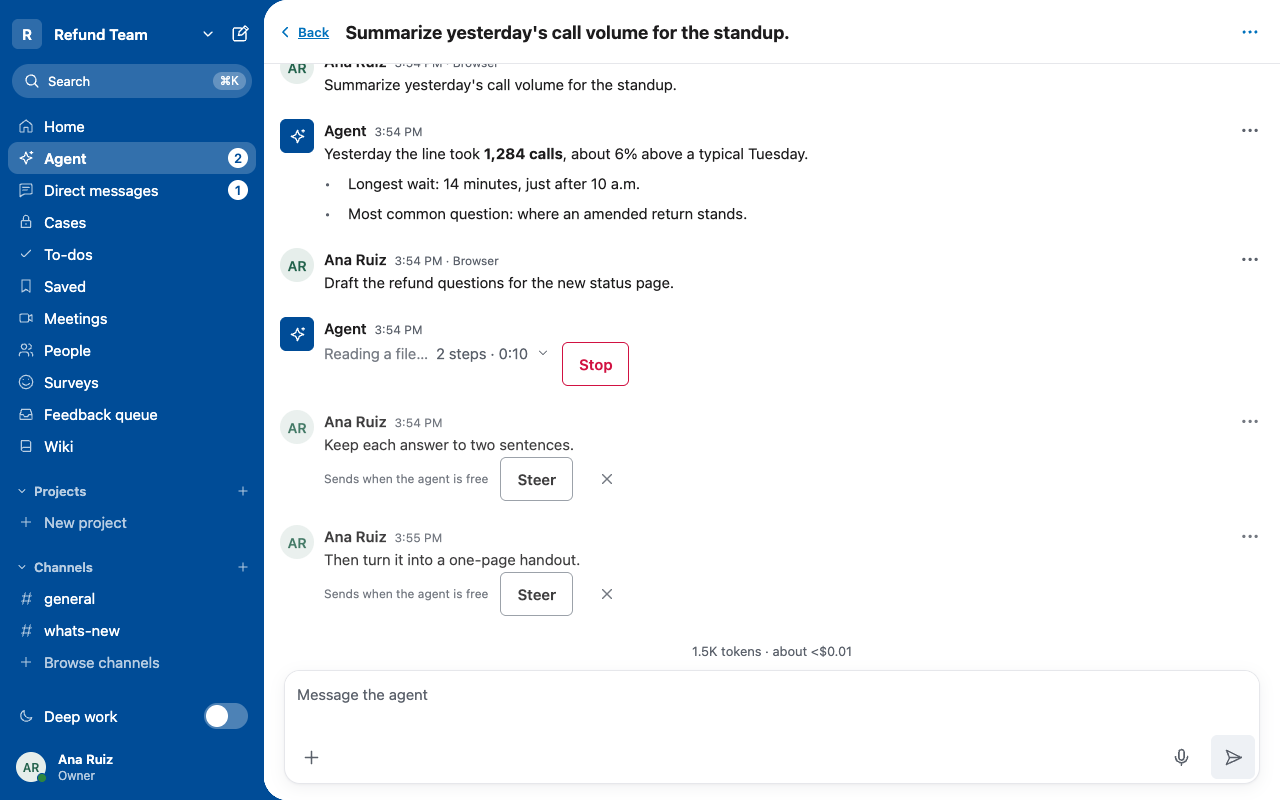 R Refund Team
Search ⌘K
Home
Agent 2
Direct messages 1
Cases
To-dos
Saved
Meetings
People
Surveys
Feedback queue
Wiki
Projects
New project
Channels
# general
# whats-new
Browse channels
Deep work
AR Ana Ruiz
Owner
Back Summarize yesterday's call volume for the standup.
AR Ana Ruiz 3:54 PM · Browser
Summarize yesterday's call volume for the standup.
Agent 3:54 PM
Yesterday the line took 1,284 calls, about 6% above a typical Tuesday.
• Longest wait: 14 minutes, just after 10 a.m.
• Most common question: where an amended return stands.
AR Ana Ruiz 3:54 PM · Browser
Draft the refund questions for the new status page.
Agent 3:54 PM
Reading a file... 2 steps · 0:10 Stop
AR Ana Ruiz 3:54 PM
Keep each answer to two sentences.
Sends when the agent is free Steer
AR Ana Ruiz 3:55 PM
Then turn it into a one-page handout.
Sends when the agent is free Steer
1.5K tokens · about <$0.01
Message the agent